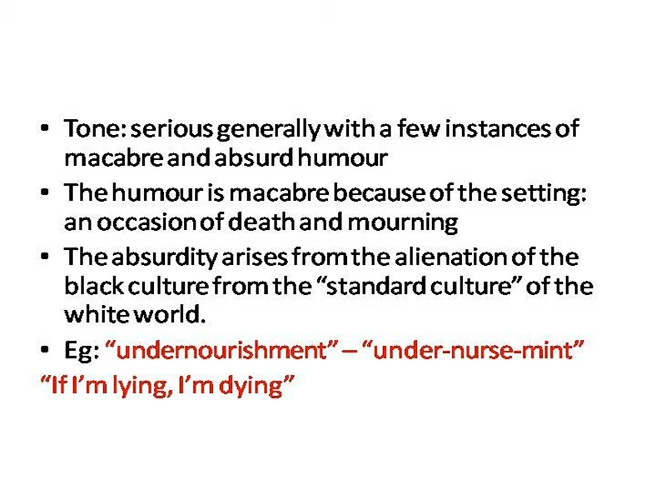 • Tone: serious generally with a few instances of
macabre and absurd humour
• The humour is macabre because of the setting:
an occasion of death and mourning
• The absurdity arises from the alienation of the
black culture from the “standard culture” of the
white world.
• Eg: “undernourishment” – “under-nurse-mint”
“If I’m lying, I’m dying”